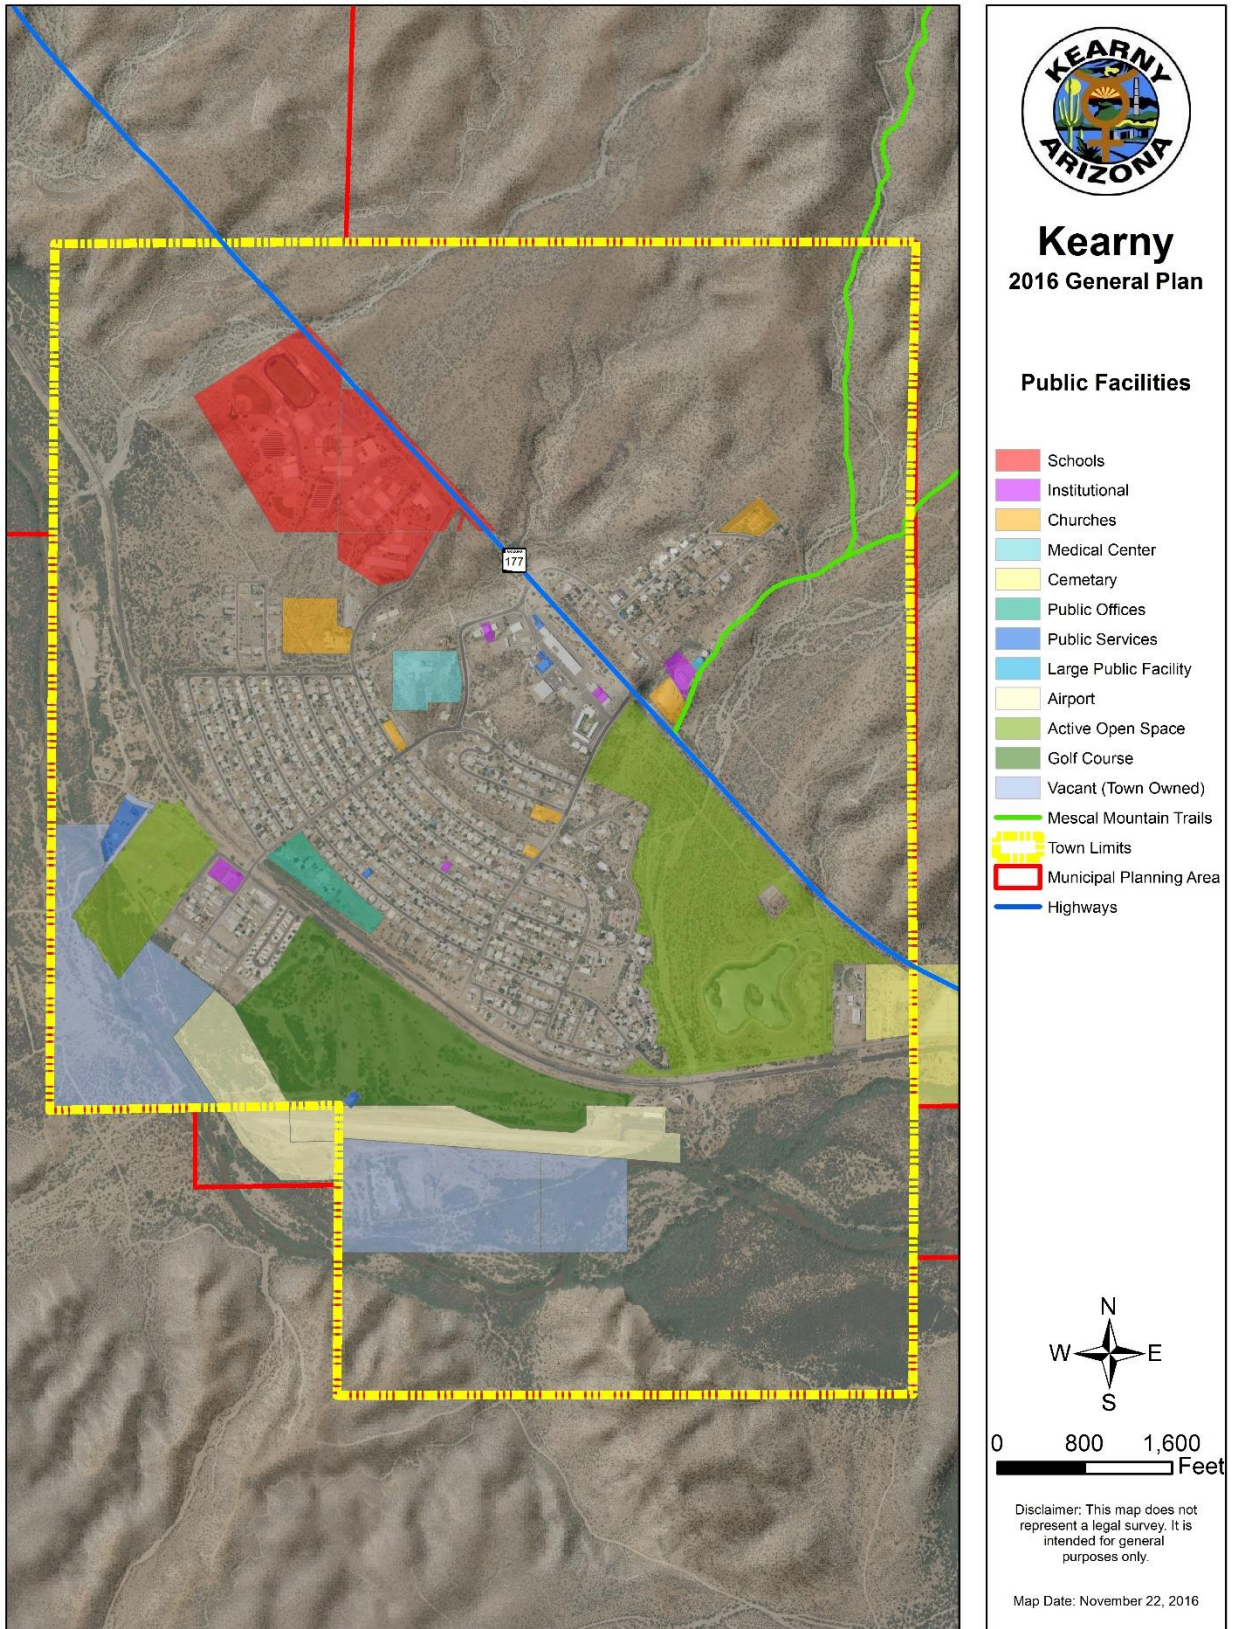 KEARNY
ARIZONA
Kearny
2016 General Plan
Public Facilities
Schools
Institutional
Churches
Medical Center
Cemetary
Public Offices
Public Services
Large Public Facility
Airport
Active Open Space
Golf Course
Vacant (Town Owned)
Mescal Mountain Trails
Town Limits
Municipal Planning Area
Highways
177
N
W E
S
0 800 1,600
Feet
Disclaimer: This map does not
represent a legal survey. It is
intended for general
purposes only.
Map Date: November 22, 2016